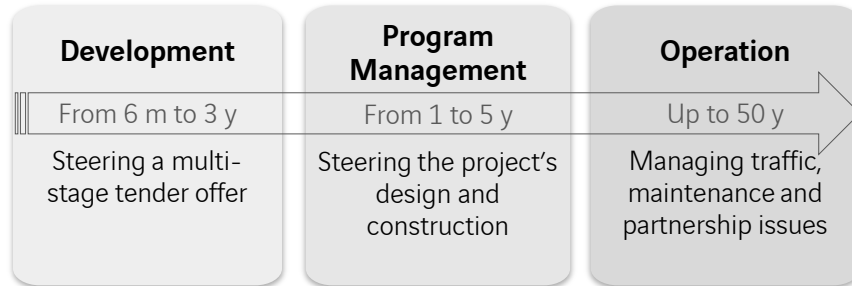 Development
From 6 m to 3 y
Steering a multi-
stage tender offer
Program
Management
From 1 to 5 y
Steering the project's
design and
construction
Operation
Up to 50 y
Managing traffic,
maintenance and
partnership issues